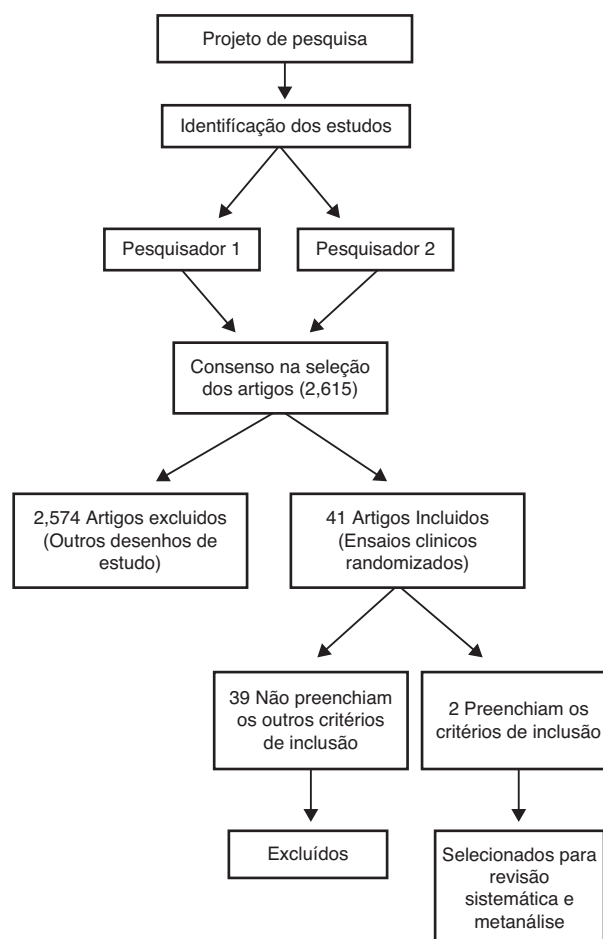 Projeto de pesquisa
Identificação dos estudos
Pesquisador 1
Pesquisador 2
Consenso na seleção
dos artigos (2,615)
2,574 Artigos excluidos
(Outros desenhos de
estudo)
41 Artigos Incluidos
(Ensaios clinicos
randomizados)
39 Não preenchiam
os outros critérios
de inclusão
2 Preenchiam os
critérios de inclusão
Excluídos
Selecionados para
revisão
sistemática e
metanálise